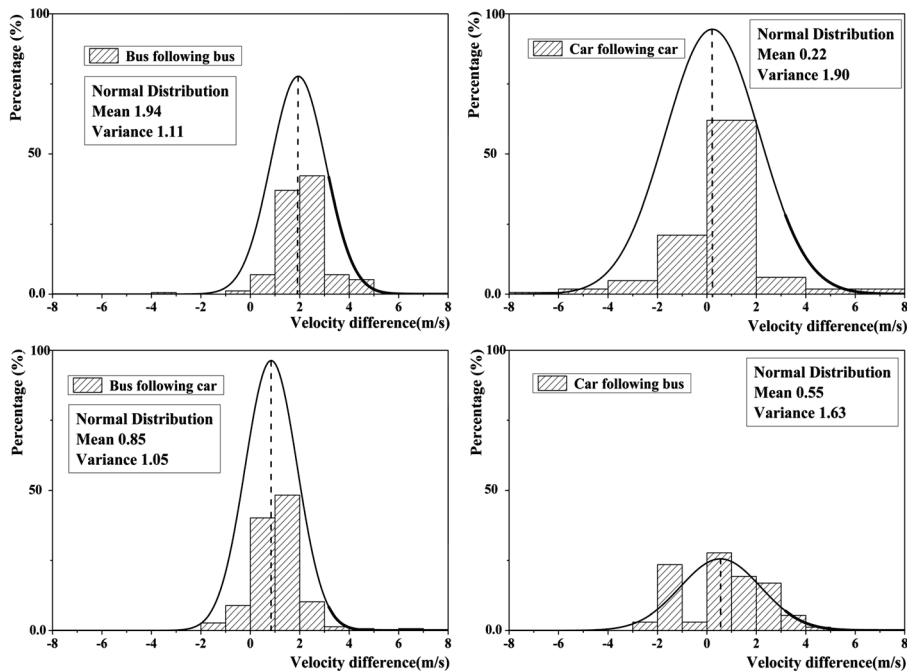 100
50
0.0
Percentage (%)
Bus following bus
Normal Distribution
Mean 1.94
Variance 1.11
-8 -6 -4 -2 0 2 4 6 8
Velocity difference(m/s)
100
50
0.0
Percentage (%)
Car following car
Normal Distribution
Mean 0.22
Variance 1.90
-8 -6 -4 -2 0 2 4 6 8
Velocity difference(m/s)
100
50
0.0
Percentage (%)
Bus following car
Normal Distribution
Mean 0.85
Variance 1.05
-8 -6 -4 -2 0 2 4 6 8
Velocity difference(m/s)
100
50
0.0
Percentage (%)
Car following bus
Normal Distribution
Mean 0.55
Variance 1.63
-8 -6 -4 -2 0 2 4 6 8
Velocity difference(m/s)